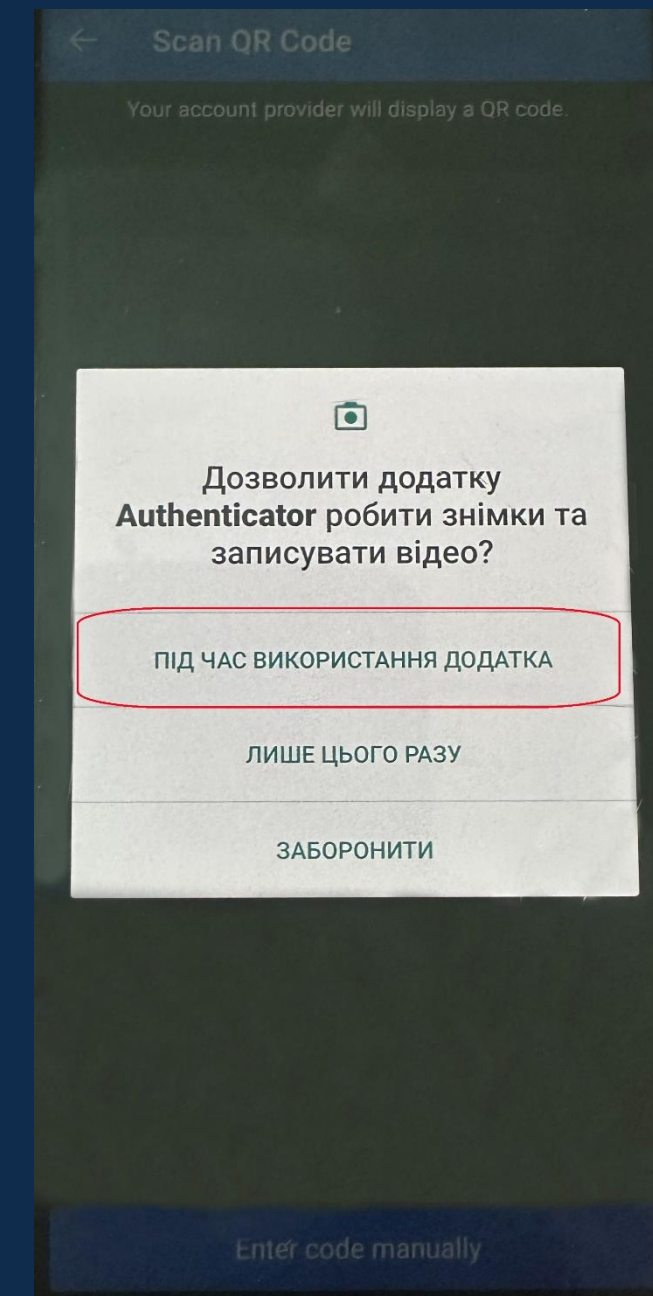 Scan QR Code
Your account provider will display a QR code.
Дозволити додатку
Authenticator робити знімки та
записувати відео?
ПІД ЧАС ВИКОРИСТАННЯ ДОДАТКА
ЛИШЕ ЦЬОГО РАЗУ
ЗАБОРОНИТИ
Enter code manually